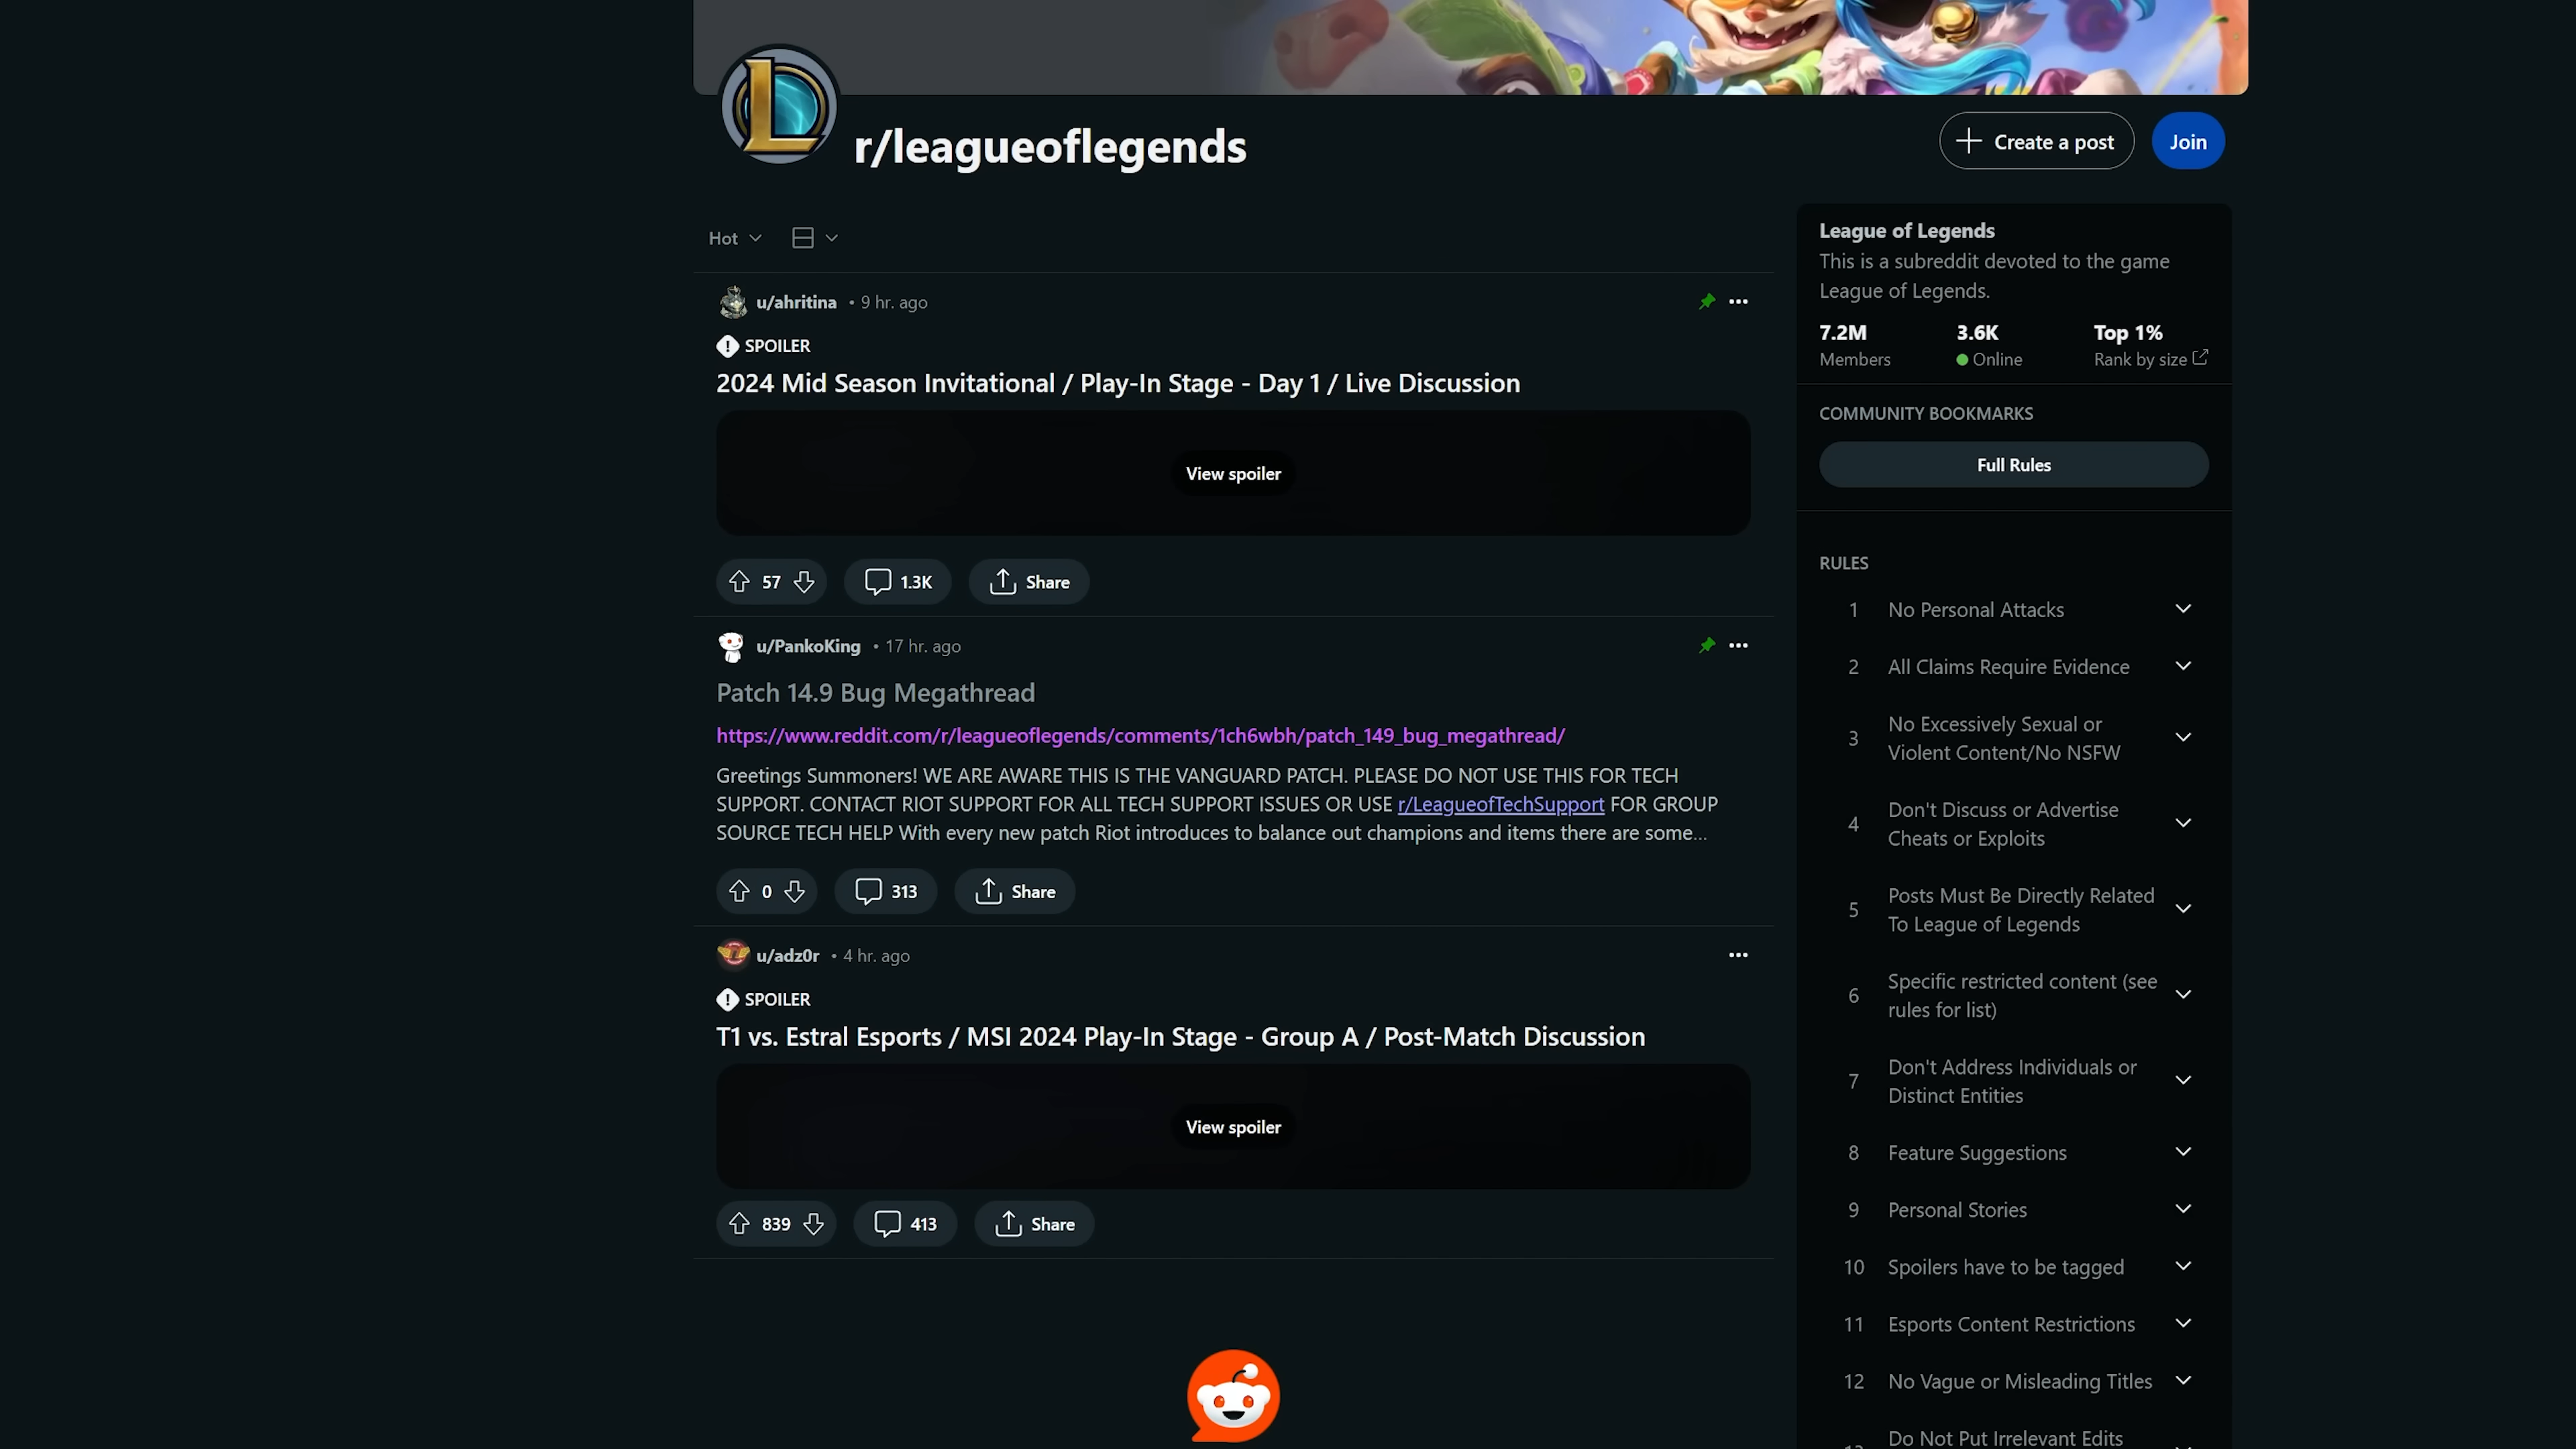 r/leagueoflegends
Create a post
Join
Hot
u/ahritina • 9 hr. ago
SPOILER
2024 Mid Season Invitational / Play-In Stage - Day 1 / Live Discussion
View spoiler
57
1.3K
Share
u/PankoKing • 17 hr. ago
Patch 14.9 Bug Megathread
https://www.reddit.com/r/leagueoflegends/comments/1ch6wbh/patch_149_bug_megathread/
Greetings Summoners! WE ARE AWARE THIS IS THE VANGUARD PATCH. PLEASE DO NOT USE THIS FOR TECH
SUPPORT. CONTACT RIOT SUPPORT FOR ALL TECH SUPPORT ISSUES OR USE r/LeagueofTechSupport FOR GROUP
SOURCE TECH HELP With every new patch Riot introduces to balance out champions and items there are some...
0
313
Share
u/adz0r • 4 hr. ago
SPOILER
T1 vs. Estral Esports / MSI 2024 Play-In Stage - Group A / Post-Match Discussion
View spoiler
839
413
Share
League of Legends
This is a subreddit devoted to the game
League of Legends.
7.2M
Members
3.6K
Online
Top 1%
Rank by size
COMMUNITY BOOKMARKS
Full Rules
RULES
1 No Personal Attacks
2 All Claims Require Evidence
3 No Excessively Sexual or
Violent Content/No NSFW
4 Don't Discuss or Advertise
Cheats or Exploits
5 Posts Must Be Directly Related
To League of Legends
6 Specific restricted content (see
rules for list)
7 Don't Address Individuals or
Distinct Entities
8 Feature Suggestions
9 Personal Stories
10 Spoilers have to be tagged
11 Esports Content Restrictions
12 No Vague or Misleading Titles
Do Not Put Irrelevant Edits